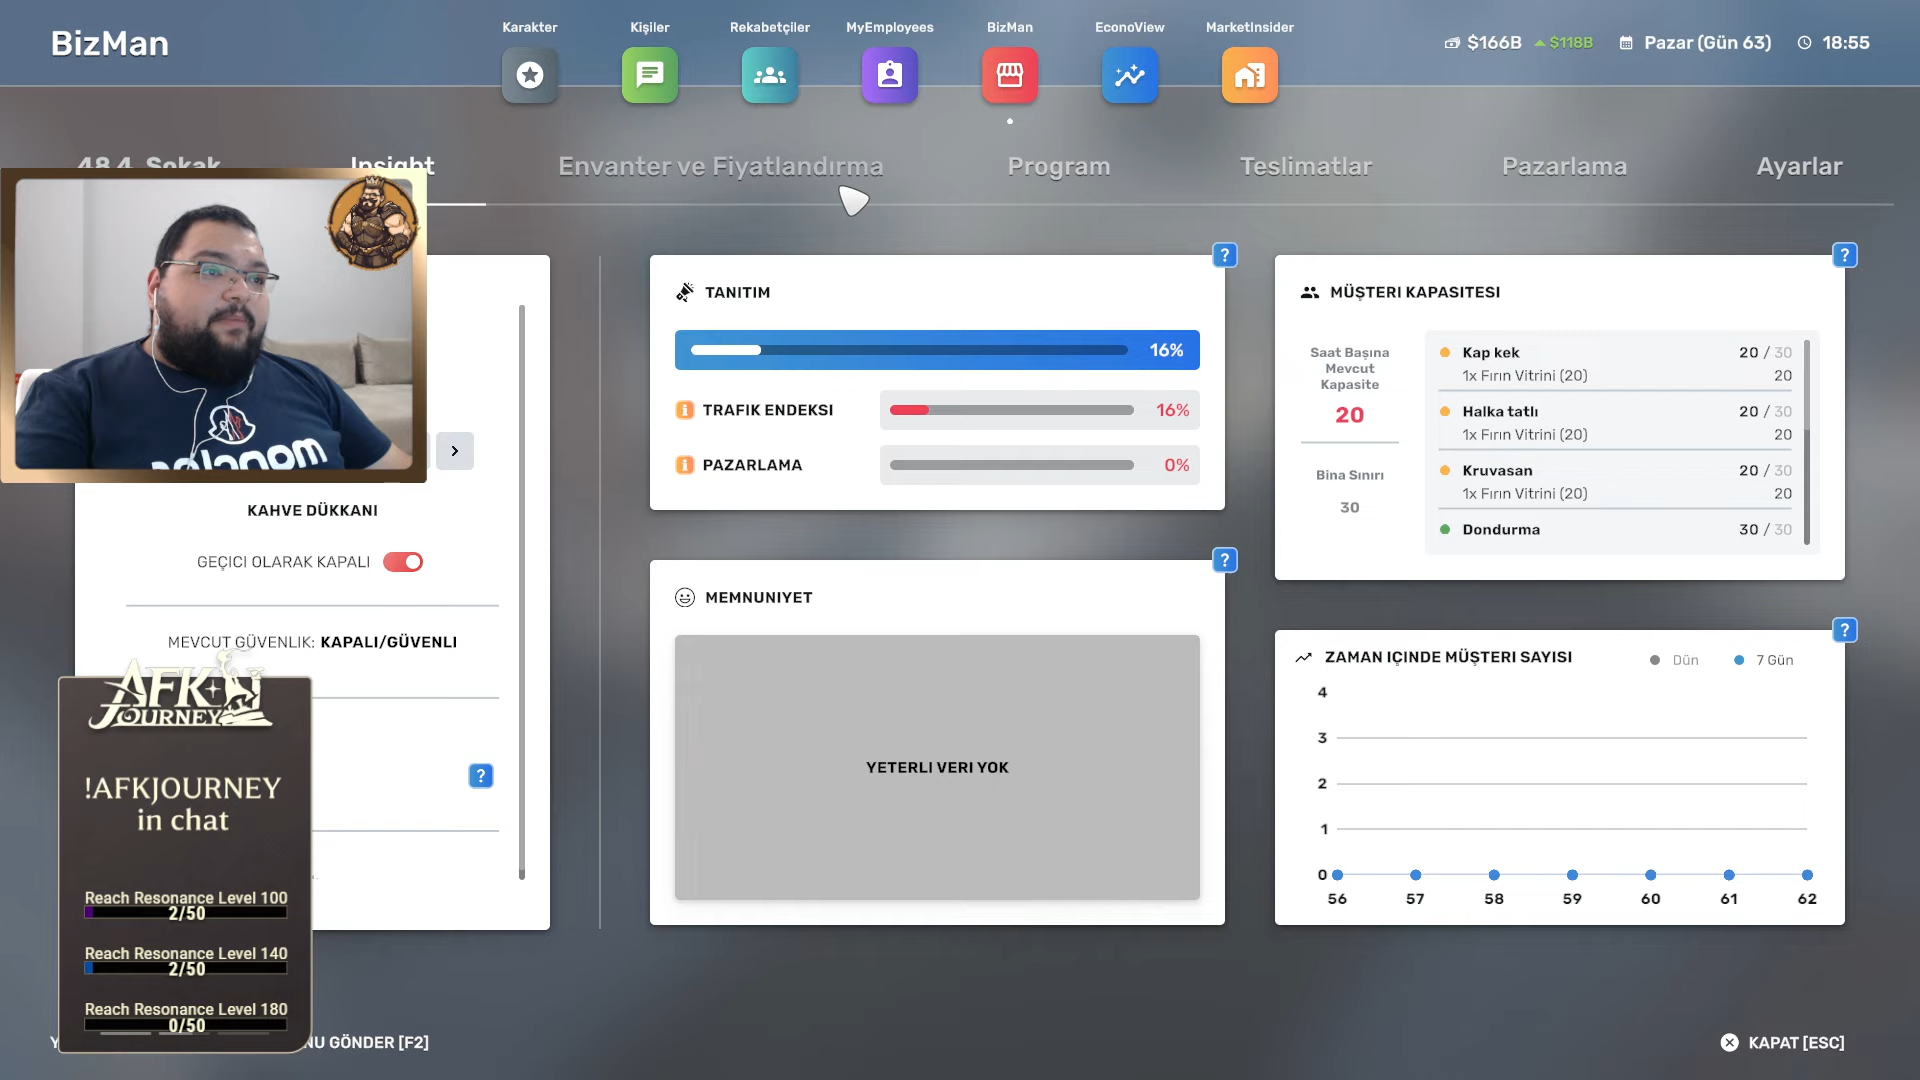 BizMan
Karakter
Kişiler
Rekabetçiler
MyEmployees
BizMan
EconoView
MarketInsider
$166B
$118B
Pazar (Gün 63)
18:55
48 4. Sokak
Insight
Envanter ve Fiyatlandırma
Program
Teslimatlar
Pazarlama
Ayarlar
KAHVE DÜKKANI
GEÇICI OLARAK KAPALI
MEVCUT GÜVENLIK: KAPALI/GÜVENLI
?
TANITIM
?
16%
TRAFIK ENDEKSI
16%
PAZARLAMA
0%
MEMNUNIYET
?
YETERLI VERI YOK
MÜŞTERI KAPASITESI
?
Saat Başına
Mevcut
Kapasite
20
Bina Sınırı
30
Kap kek 20 / 30
1x Fırın Vitrini (20) 20
Halka tatlı 20 / 30
1x Fırın Vitrini (20) 20
Kruvasan 20 / 30
1x Fırın Vitrini (20) 20
Dondurma 30 / 30
ZAMAN IÇINDE MÜŞTERI SAYISI
Dün
7 Gün
?
4
3
2
1
0
56 57 58 59 60 61 62
AFK
JOURNEY
!AFKJOURNEY
in chat
Reach Resonance Level 100
2/50
Reach Resonance Level 140
2/50
Reach Resonance Level 180
0/50
NU GÖNDER [F2]
KAPAT [ESC]